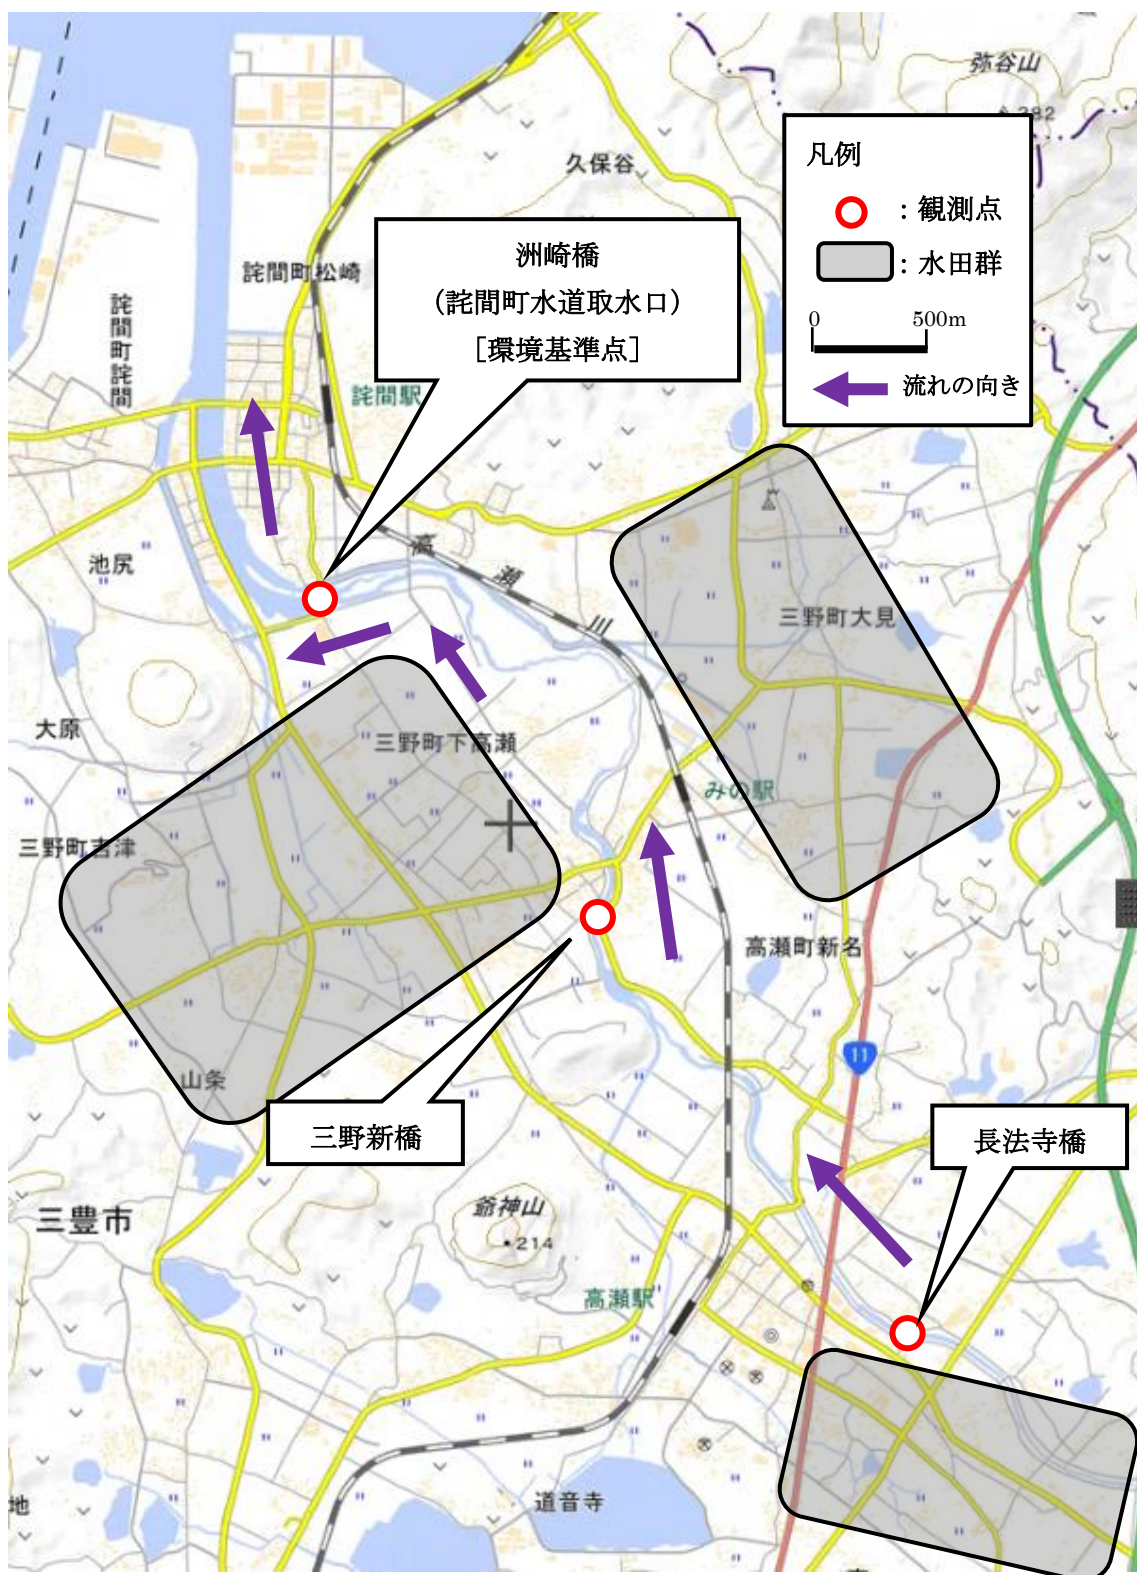 弥谷山
282
久保谷
凡例
：観測点
：水田群
0 500m
流れの向き
洲崎橋
（詫間町水道取水口）
［環境基準点］
詫間町松崎
詫間町詫間
詫間駅
高瀬川
池尻
三野町大見
大原
三野町下高瀬
みの駅
三野町吉津
高瀬町新名
11
山条
三野新橋
長法寺橋
三豊市
爺神山
214
高瀬駅
道音寺
地